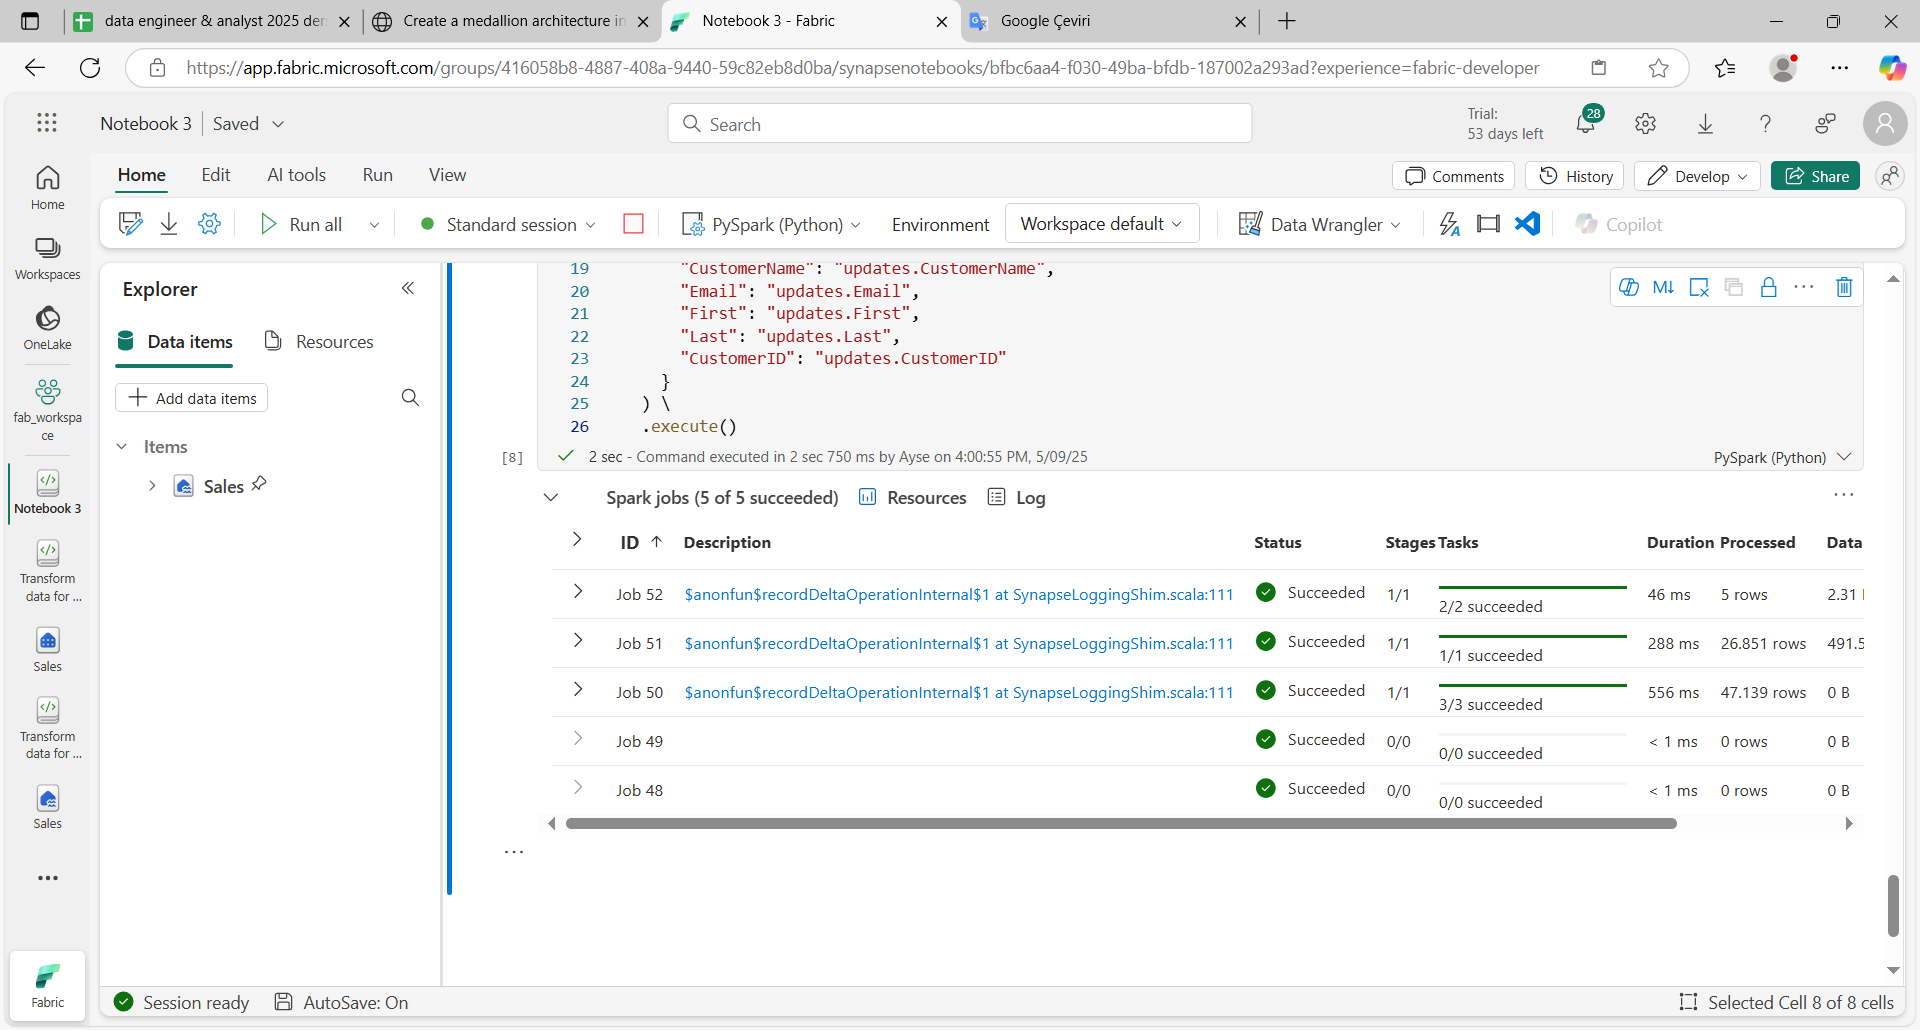 data engineer & analyst 2025 der
Create a medallion architecture in
Notebook 3 - Fabric
Google Çeviri
https://app.fabric.microsoft.com/groups/416058b8-4887-408a-9440-59c82eb8d0ba/synapsenotebooks/bfbc6aa4-f030-49ba-bfdb-187002a293ad?experience=fabric-developer
Notebook 3
Saved
Search
Trial:
53 days left
28
Home
Edit
AI tools
Run
View
Comments
History
Develop
Share
Run all
Standard session
PySpark (Python)
Environment
Workspace default
Data Wrangler
Copilot
Home
Workspaces
OneLake
fab_workspa
ce
Notebook 3
Transform
data for ...
Sales
Transform
data for ...
Sales
Fabric
Explorer
Data items
Resources
Add data items
Items
Sales
19 "CustomerName": "updates.CustomerName",
20 "Email": "updates.Email",
21 "First": "updates.First",
22 "Last": "updates.Last",
23 "CustomerID": "updates.CustomerID"
24 }
25 ) \
26 .execute()
M↓
[8] 2 sec - Command executed in 2 sec 750 ms by Ayse on 4:00:55 PM, 5/09/25 PySpark (Python)
Spark jobs (5 of 5 succeeded) Resources Log
ID ↑ Description Status Stages Tasks Duration Processed Data
Job 52 $anonfun$recordDeltaOperationInternal$1 at SynapseLoggingShim.scala:111 Succeeded 1/1 2/2 succeeded 46 ms 5 rows 2.31
Job 51 $anonfun$recordDeltaOperationInternal$1 at SynapseLoggingShim.scala:111 Succeeded 1/1 1/1 succeeded 288 ms 26.851 rows 491.5
Job 50 $anonfun$recordDeltaOperationInternal$1 at SynapseLoggingShim.scala:111 Succeeded 1/1 3/3 succeeded 556 ms 47.139 rows 0 B
Job 49 Succeeded 0/0 0/0 succeeded < 1 ms 0 rows 0 B
Job 48 Succeeded 0/0 0/0 succeeded < 1 ms 0 rows 0 B
Session ready
AutoSave: On
Selected Cell 8 of 8 cells